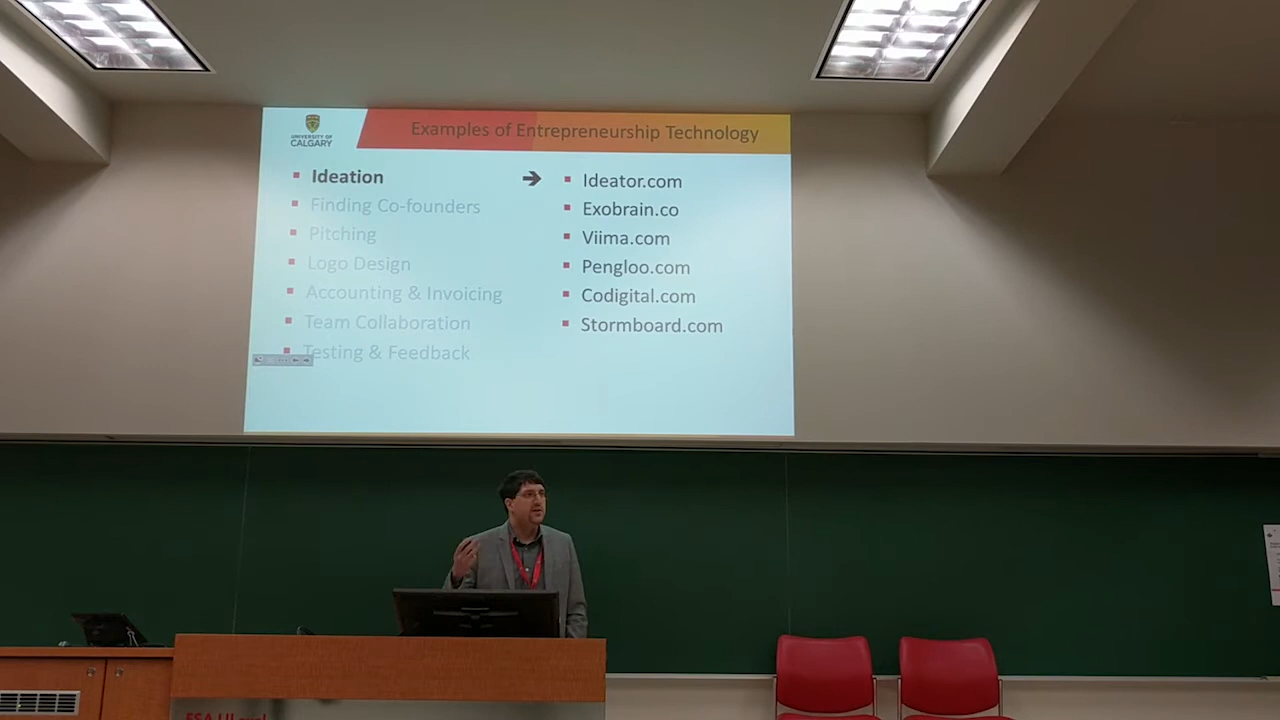 UNIVERSITY OF
CALGARY
Examples of Entrepreneurship Technology
Ideation
Finding Co-founders
Pitching
Logo Design
Accounting & Invoicing
Team Collaboration
Testing & Feedback
➔
Ideator.com
Exobrain.co
Viima.com
Pengloo.com
Codigital.com
Stormboard.com